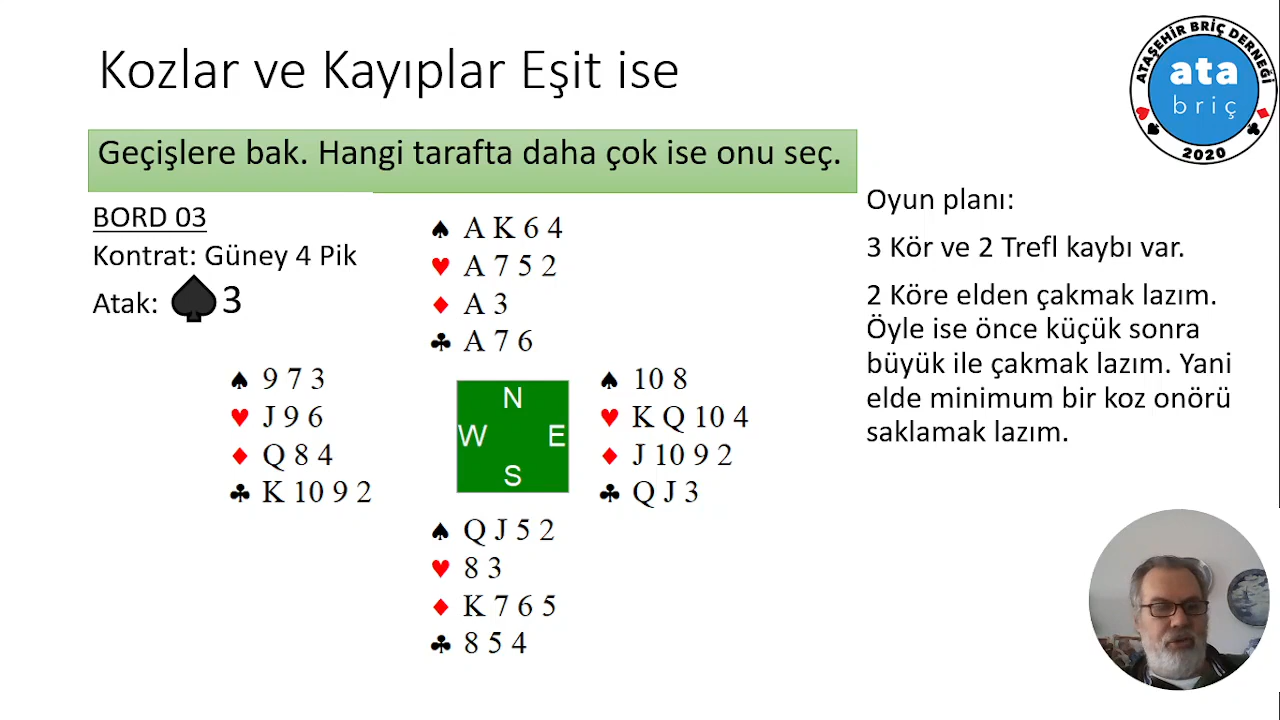 Kozlar ve Kayıplar Eşit ise
ATAŞEHİR BRİÇ DERNEĞİ
ata
briç
2020
Geçişlere bak. Hangi tarafta daha çok ise onu seç.
BORD 03
Kontrat: Güney 4 Pik
Atak: ♠ 3
♠ A K 6 4
♥ A 7 5 2
♦ A 3
♣ A 7 6
♠ 9 7 3
♥ J 9 6
♦ Q 8 4
♣ K 10 9 2
N
W E
S
♠ 10 8
♥ K Q 10 4
♦ J 10 9 2
♣ Q J 3
♠ Q J 5 2
♥ 8 3
♦ K 7 6 5
♣ 8 5 4
Oyun planı:
3 Kör ve 2 Trefl kaybı var.
2 Köre elden çakmak lazım.
Öyle ise önce küçük sonra
büyük ile çakmak lazım. Yani
elde minimum bir koz onörü
saklamak lazım.